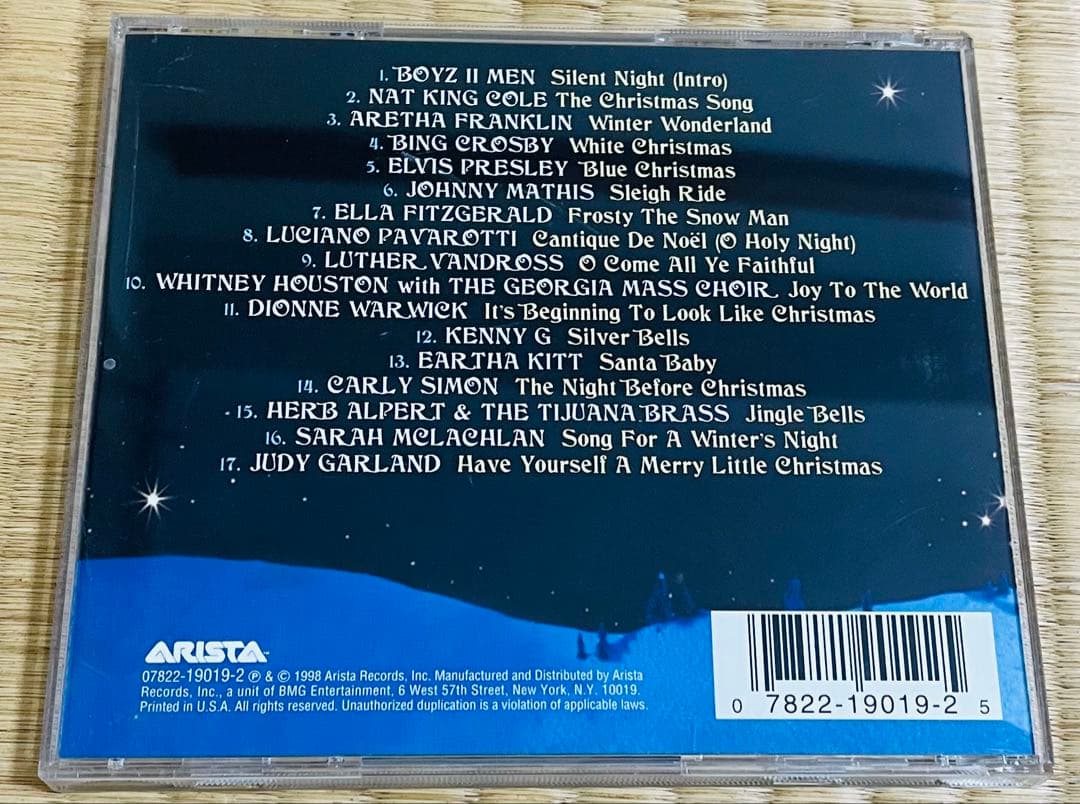 1. BOYZ II MEN Silent Night (Intro)
2. NAT KING COLE The Christmas Song
3. ARETHA FRANKLIN Winter Wonderland
4. BING CROSBY White Christmas
5. ELVIS PRESLEY Blue Christmas
6. JOHNNY MATHIS Sleigh Ride
7. ELLA FITZGERALD Frosty The Snow Man
8. LUCIANO PAVAROTTI Cantique De Noël (O Holy Night)
9. LUTHER VANDROSS O Come All Ye Faithful
10. WHITNEY HOUSTON with THE GEORGIA MASS CHOIR Joy To The World
11. DIONNE WARWICK It's Beginning To Look Like Christmas
12. KENNY G Silver Bells
13. EARTHA KITT Santa Baby
14. CARLY SIMON The Night Before Christmas
15. HERB ALPERT & THE TIJUANA BRASS Jingle Bells
16. SARAH MCLACHLAN Song For A Winter's Night
17. JUDY GARLAND Have Yourself A Merry Little Christmas
ARISTA™
07822-19019-2 ℗ & © 1998 Arista Records, Inc. Manufactured and Distributed by Arista
Records, Inc., a unit of BMG Entertainment, 6 West 57th Street, New York, N.Y. 10019.
Printed in U.S.A. All rights reserved. Unauthorized duplication is a violation of applicable laws.
0 7822-19019-2 5